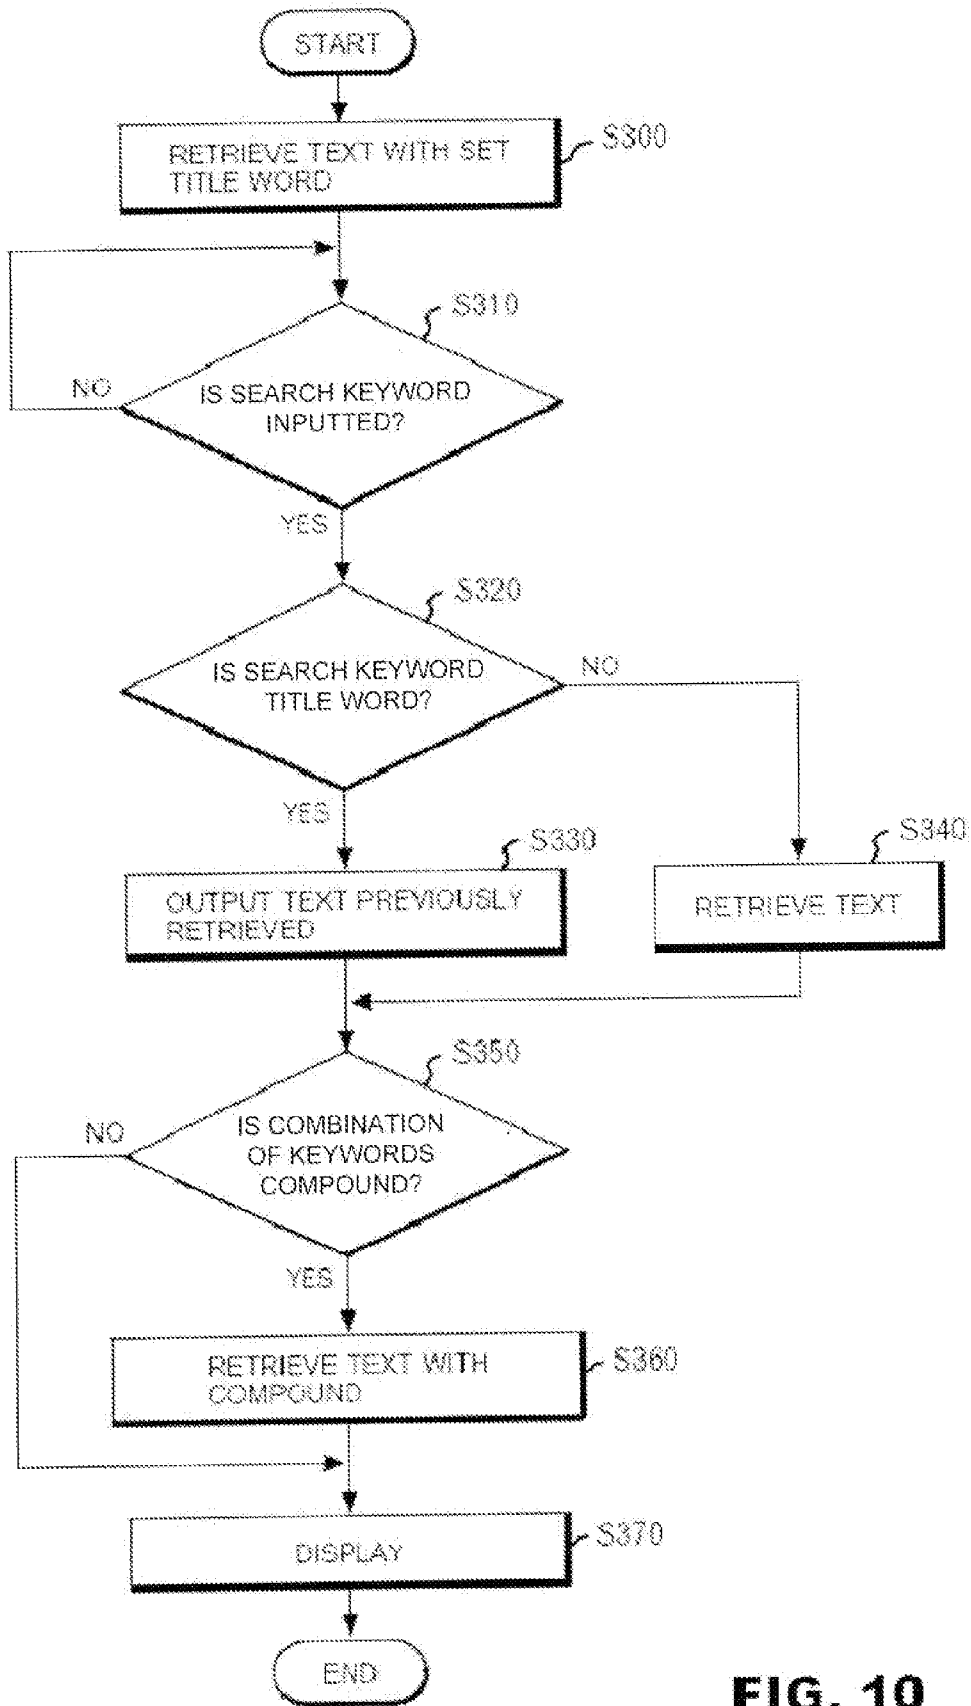 START
RETRIEVE TEXT WITH SET
TITLE WORD
S300
S310
NO
IS SEARCH KEYWORD
INPUTTED?
YES
S320
IS SEARCH KEYWORD
TITLE WORD?
NO
YES
S330
S340
OUTPUT TEXT PREVIOUSLY
RETRIEVED
RETRIEVE TEXT
S350
NO
IS COMBINATION
OF KEYWORDS
COMPOUND?
YES
RETRIEVE TEXT WITH
COMPOUND
S360
DISPLAY
S370
END
FIG. 10